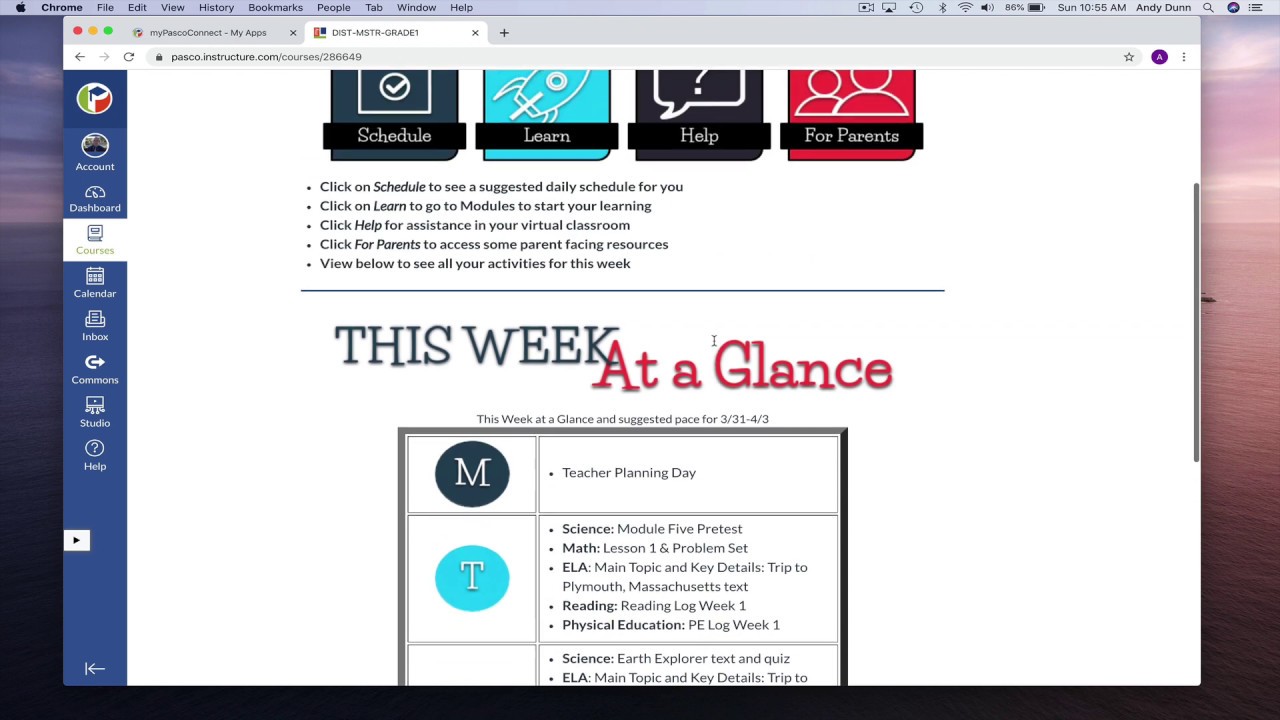 Chrome File Edit View History Bookmarks People Tab Window Help 86% Sun 10:55 AM Andy Dunn
myPascoConnect - My Apps DIST-MSTR-GRADE1
pasco.instructure.com/courses/286649 A
Account
Dashboard
Courses
Calendar
Inbox
Commons
Studio
Help
Schedule Learn Help For Parents
• Click on Schedule to see a suggested daily schedule for you
• Click on Learn to go to Modules to start your learning
• Click Help for assistance in your virtual classroom
• Click For Parents to access some parent facing resources
• View below to see all your activities for this week
THIS WEEK
At a Glance
This Week at a Glance and suggested pace for 3/31-4/3
M
• Teacher Planning Day
T
• Science: Module Five Pretest
• Math: Lesson 1 & Problem Set
• ELA: Main Topic and Key Details: Trip to
Plymouth, Massachusetts text
• Reading: Reading Log Week 1
• Physical Education: PE Log Week 1
• Science: Earth Explorer text and quiz
• ELA: Main Topic and Key Details: Trip to